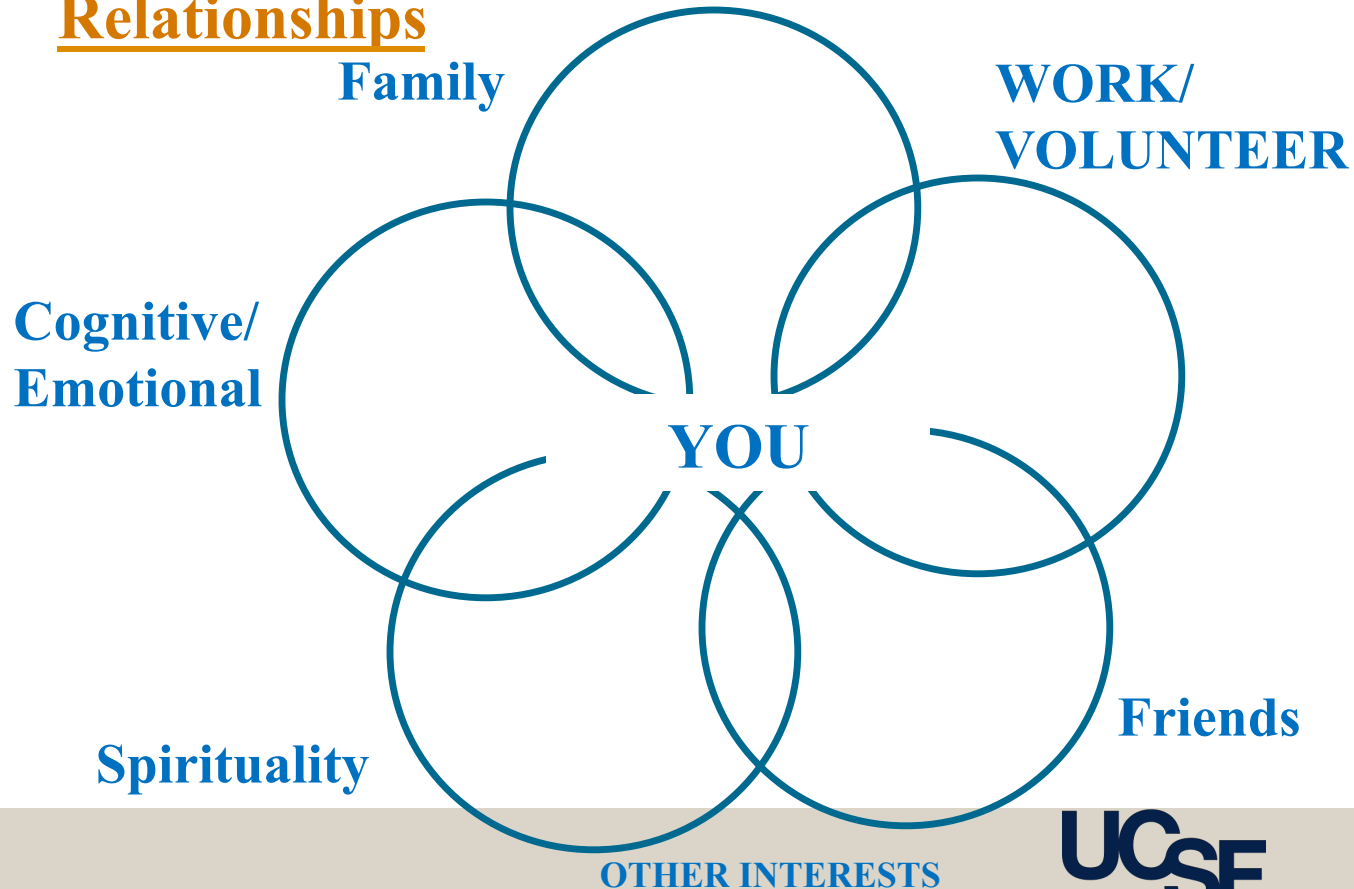 Relationships
Family
WORK/
VOLUNTEER
Cognitive/
Emotional
YOU
Friends
Spirituality
OTHER INTERESTS
UCSF